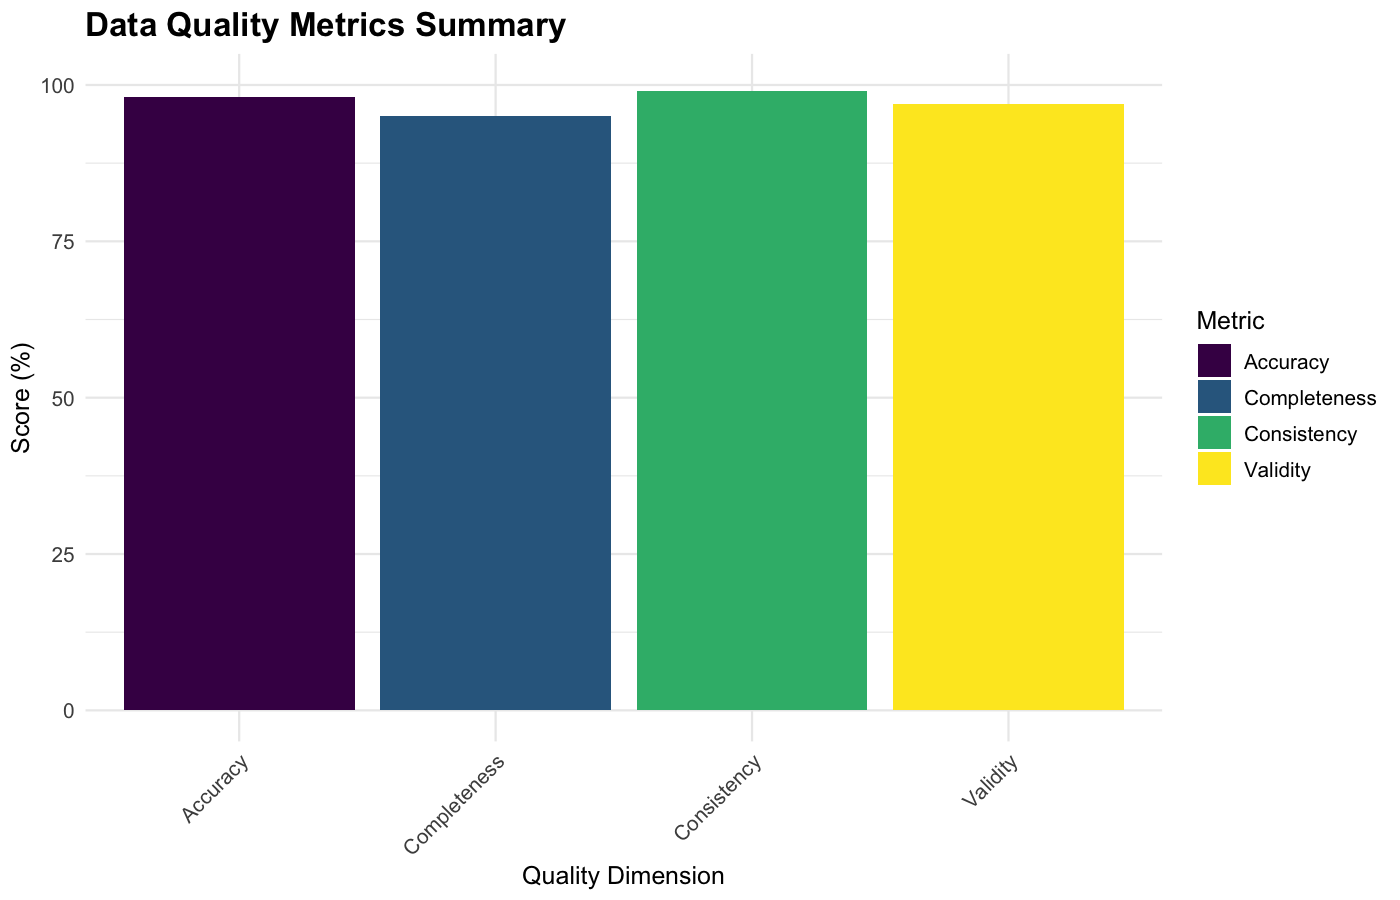 Data Quality Metrics Summary
100
75
50
25
0
Score (%)
Accuracy
Completeness
Consistency
Validity
Quality Dimension
Metric
Accuracy
Completeness
Consistency
Validity